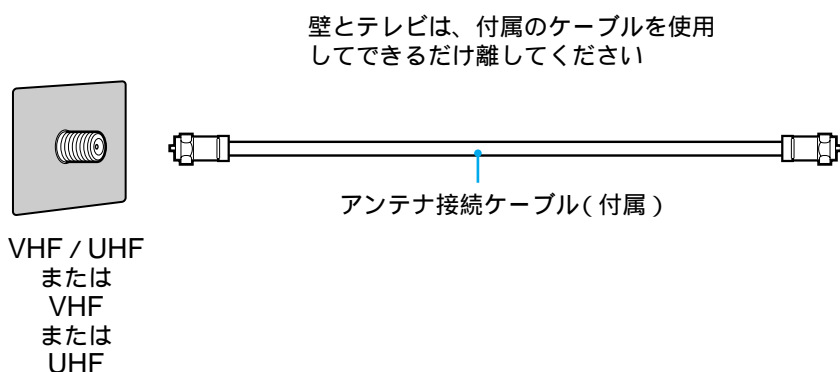 壁とテレビは、付属のケーブルを使用
してできるだけ離してください
アンテナ接続ケーブル(付属)
VHF / UHF
または
VHF
または
UHF